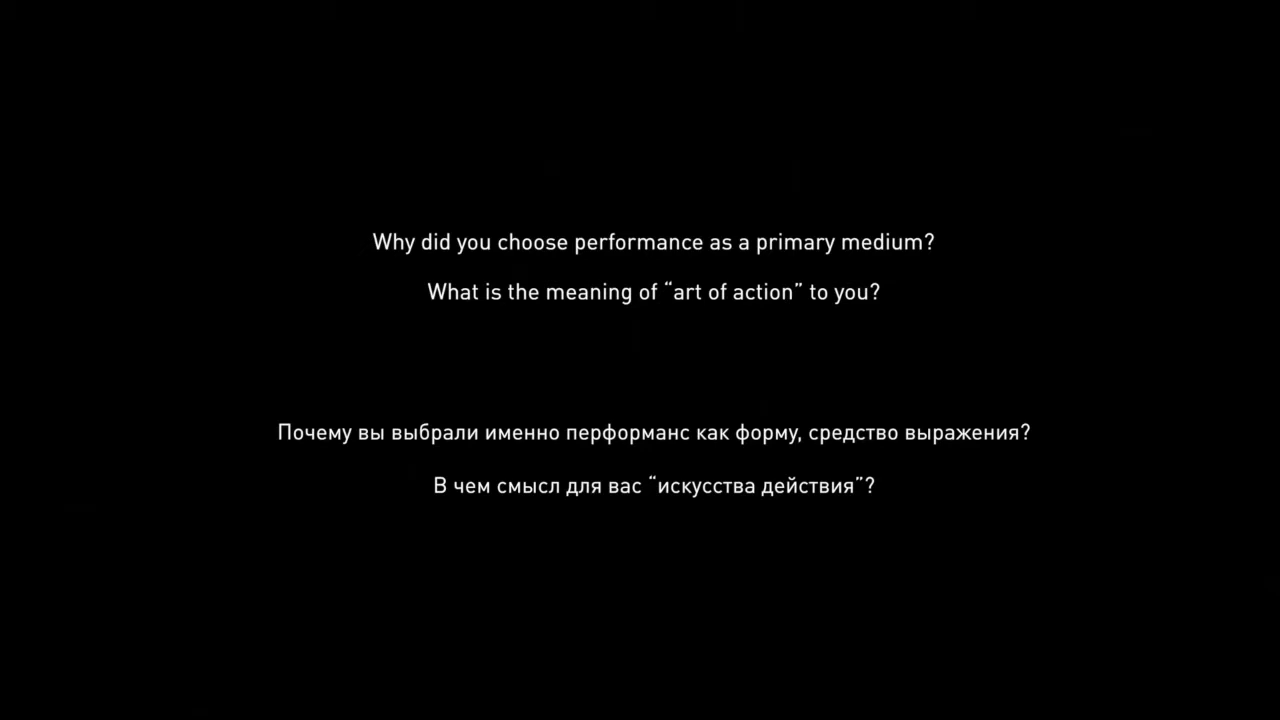 Why did you choose performance as a primary medium?
What is the meaning of “art of action” to you?
Почему вы выбрали именно перформанс как форму, средство выражения?
В чем смысл для вас “искусства действия”?